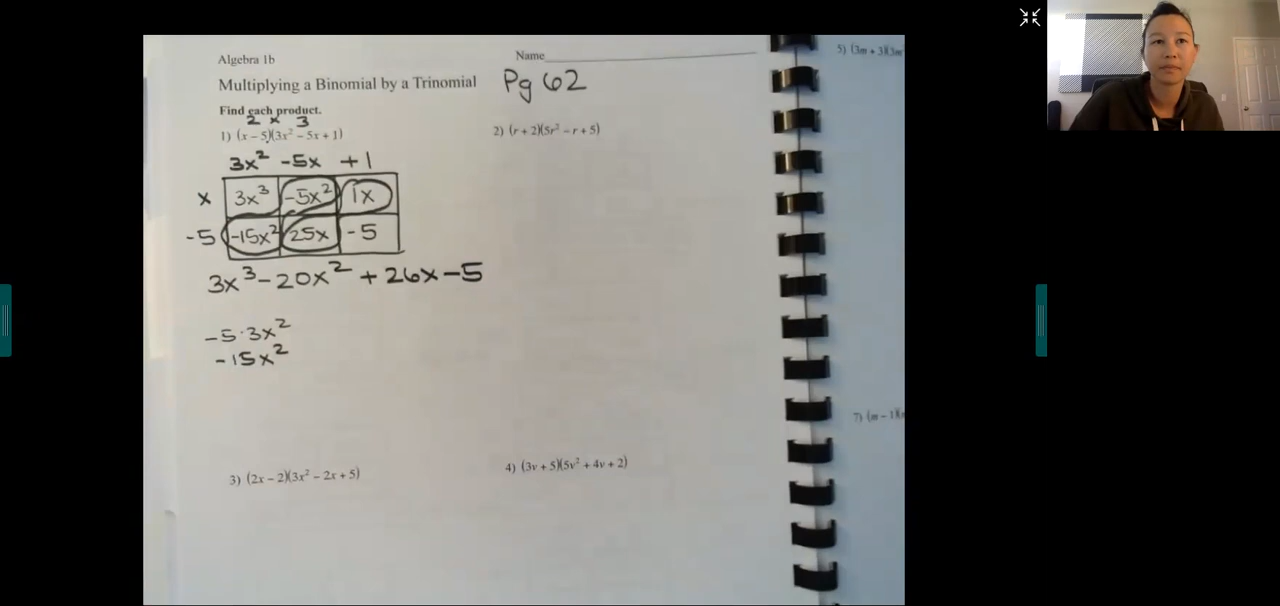 Algebra 1b
Name
Multiplying a Binomial by a Trinomial
Pg 62
Find each product.
2 x 3
1) (x − 5)(3x² − 5x + 1)
2) (r + 2)(5r² − r + 5)
3x² -5x +1
x 3x³ -5x² 1x
-5 -15x² 25x -5
3x³ - 20x² + 26x - 5
-5·3x²
-15x²
3) (2x − 2)(3x² − 2x + 5)
4) (3v + 5)(5v² + 4v + 2)
5) (3m + 3)(3m
7) (m − 1)(